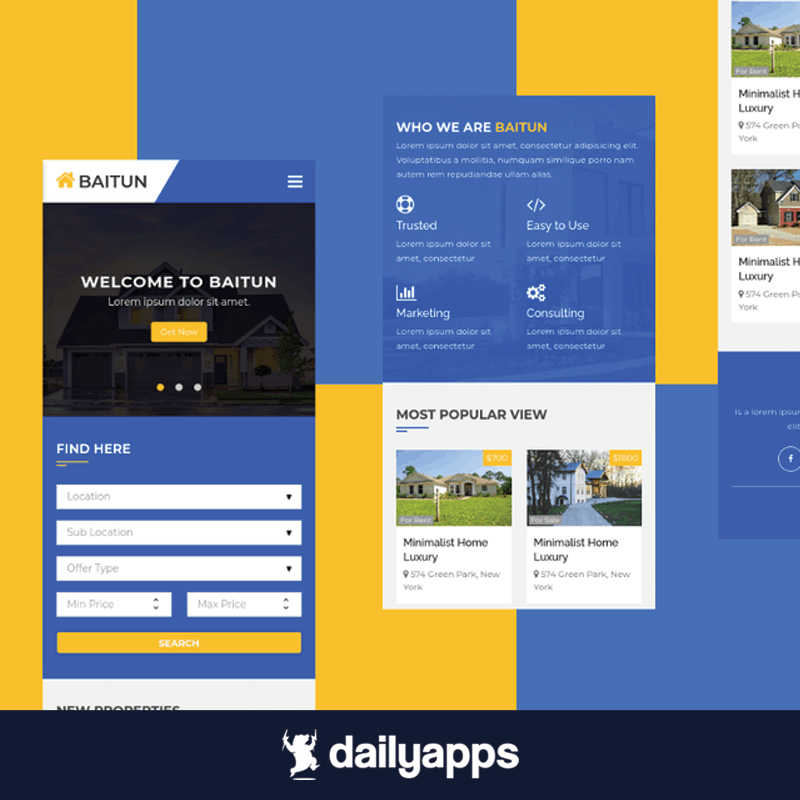 BAITUN
WELCOME TO BAITUN
Lorem ipsum dolor sit amet.
Get Now
FIND HERE
Location
Sub Location
Offer Type
Min Price
Max Price
SEARCH
NEW PROPERTIES
WHO WE ARE BAITUN
Lorem ipsum dolor sit amet, consectetur adipisicing elit.
Voluptatibus a mollitia, numquam similique porro nam
autem rem repudiandae ullam alias.
Trusted
Lorem ipsum dolor sit
amet, consectetur
Easy to Use
Lorem ipsum dolor sit
amet, consectetur
Marketing
Lorem ipsum dolor sit
amet, consectetur
Consulting
Lorem ipsum dolor sit
amet, consectetur
MOST POPULAR VIEW
$700
For Rent
Minimalist Home
Luxury
574 Green Park, New
York
$1800
For Sale
Minimalist Home
Luxury
574 Green Park, New
York
For Rent
Minimalist H
Luxury
574 Green Pa
York
For Rent
Minimalist H
Luxury
574 Green Pa
York
is a lorem ipsu
elit
dailyapps